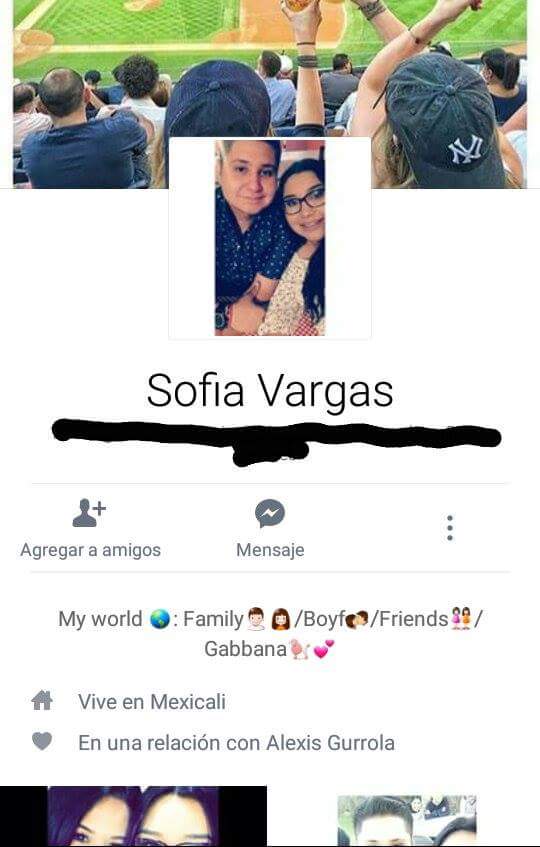 NY
Sofia Vargas
Agregar a amigos
Mensaje
My world 🌎: Family👨👩/Boyf💏/Friends👭/
Gabbana🐩💕
Vive en Mexicali
En una relación con Alexis Gurrola